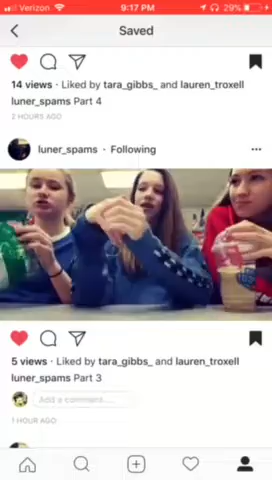 Verizon 9:17 PM 29%
Saved
14 views · Liked by tara_gibbs_ and lauren_troxell
luner_spams Part 4
2 HOURS AGO
luner_spams · Following
5 views · Liked by tara_gibbs_ and lauren_troxell
luner_spams Part 3
Add a comment...
1 HOUR AGO